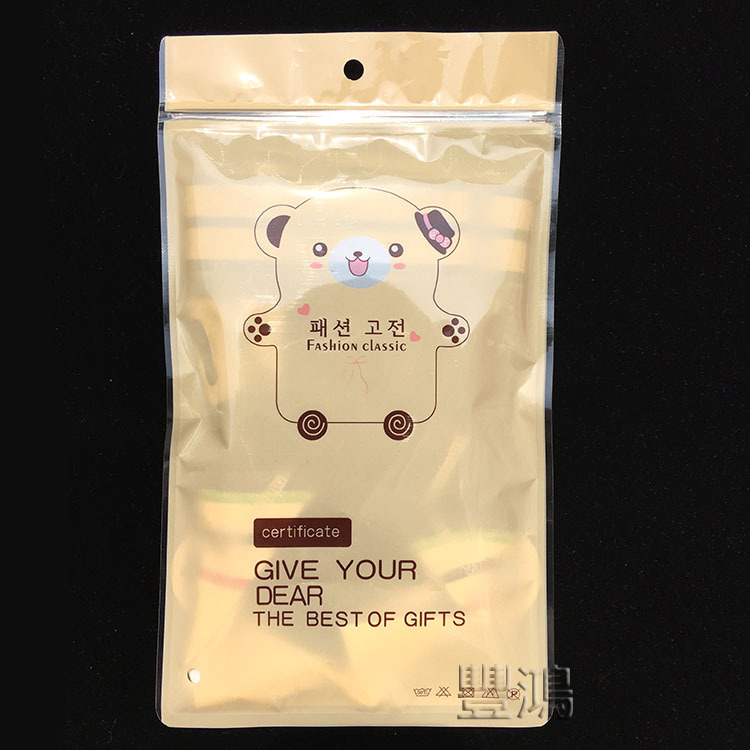 패션 고전
FASHION CLASSIC
certificate
GIVE YOUR
DEAR
THE BEST OF GIFTS
豐鴻